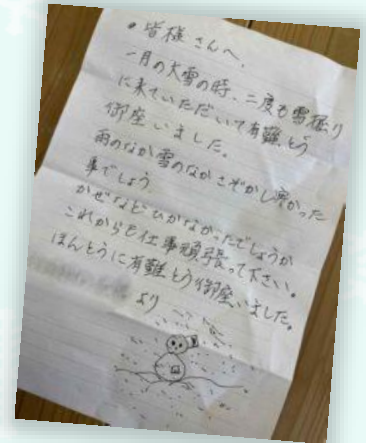 ・皆様さんへ、
一月の大雪の時、二度も雪掘り
に来ていただいて有難とう
御座いました。
雨のなか雪のなかさぞかし寒かった
事でしょう
かぜなどひかなかったでしょうか
これからも仕事頑張って下さい。
ほんとうに有難とう御座いました。
より